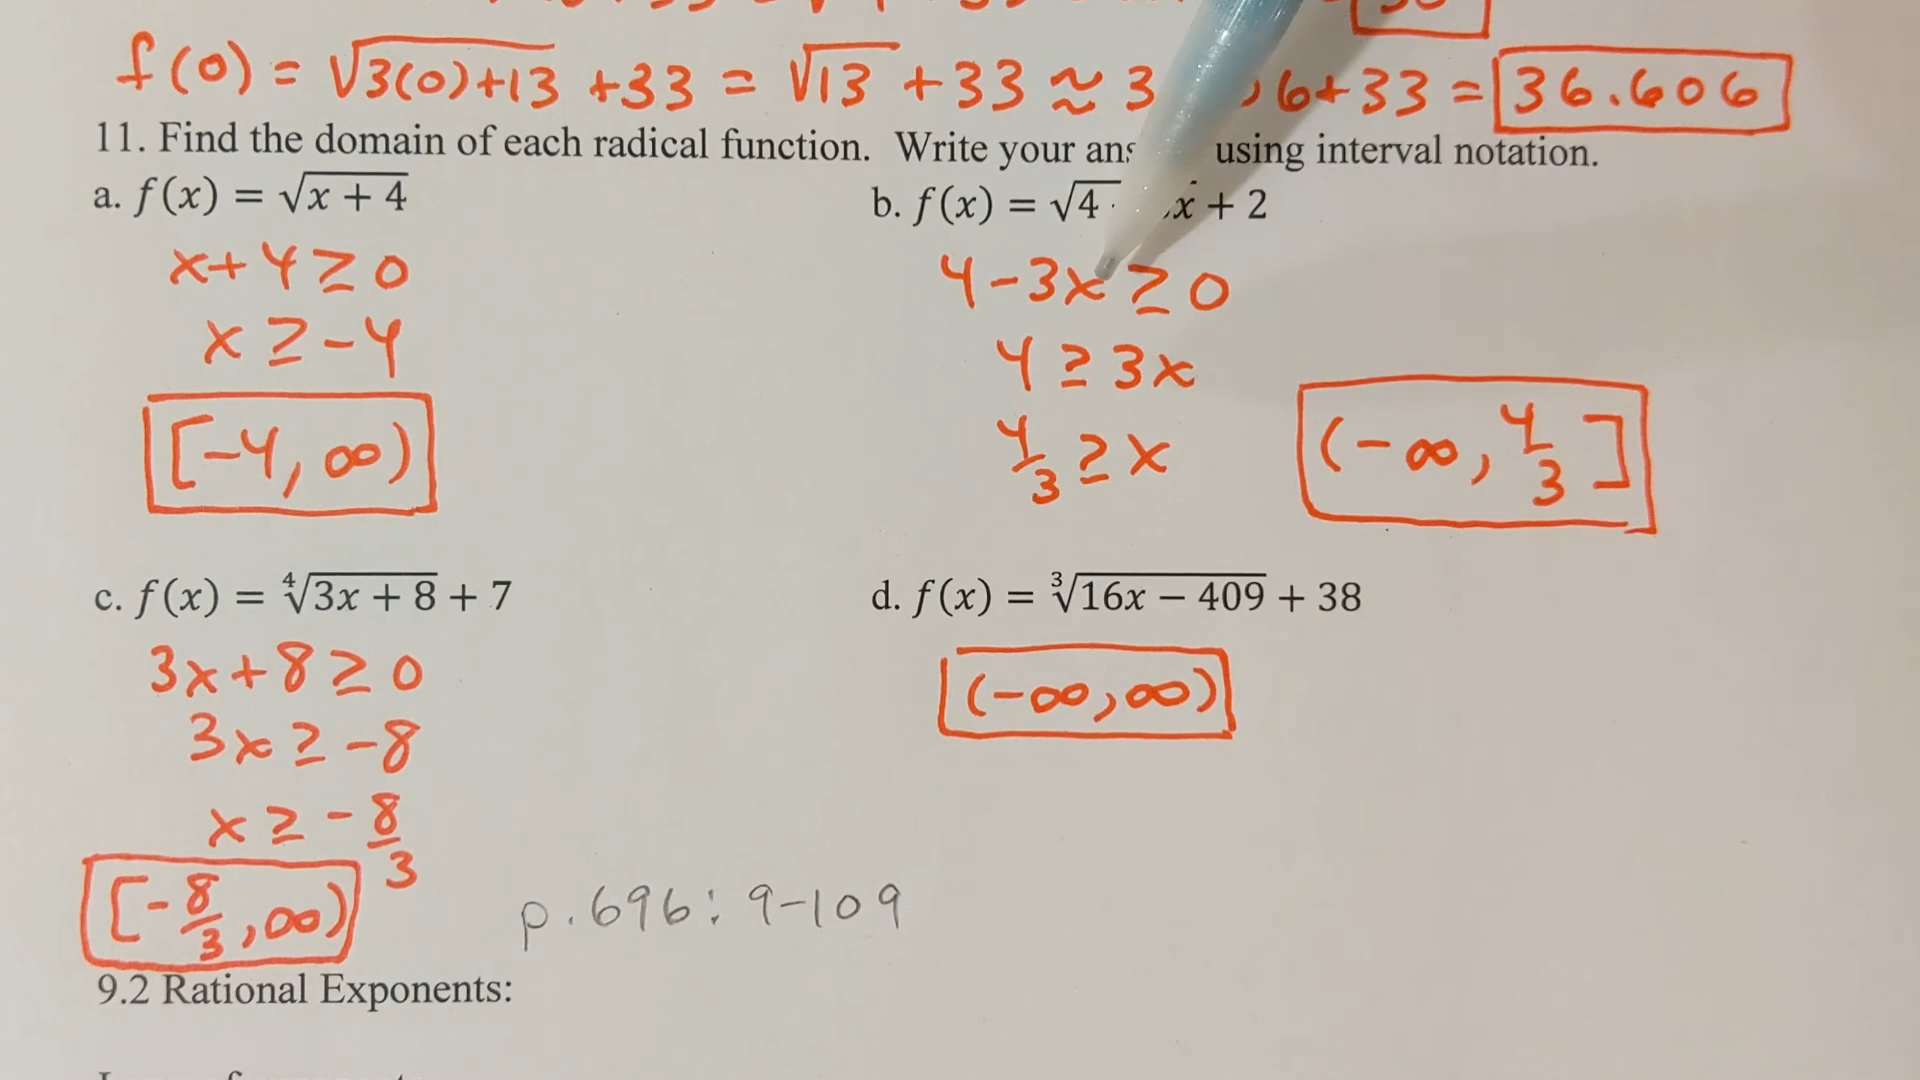 f(0) = √3(0)+13 + 33 = √13 + 33 ≈ 3 6 + 33 = 36.606
11. Find the domain of each radical function. Write your using interval notation.
a. f(x) = √x + 4
b. f(x) = √4 x + 2
x + 4 ≥ 0
x ≥ -4
[-4, ∞)
4 - 3x ≥ 0
4 ≥ 3x
4/3 ≥ x
(-∞, 4/3]
c. f(x) = ∜3x + 8 + 7
3x + 8 ≥ 0
3x ≥ -8
x ≥ -8/3
[-8/3, ∞)
d. f(x) = ∛16x − 409 + 38
(-∞, ∞)
p. 696: 9-109
9.2 Rational Exponents: